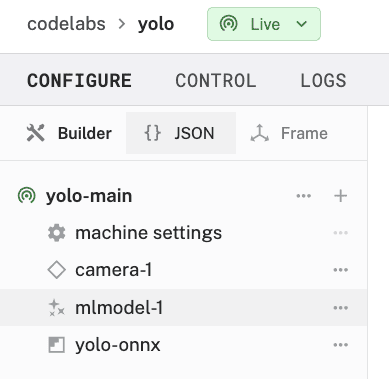 codelabs > yolo Live
CONFIGURE CONTROL LOGS
Builder {} JSON Frame
yolo-main
machine settings
camera-1
mlmodel-1
yolo-onnx